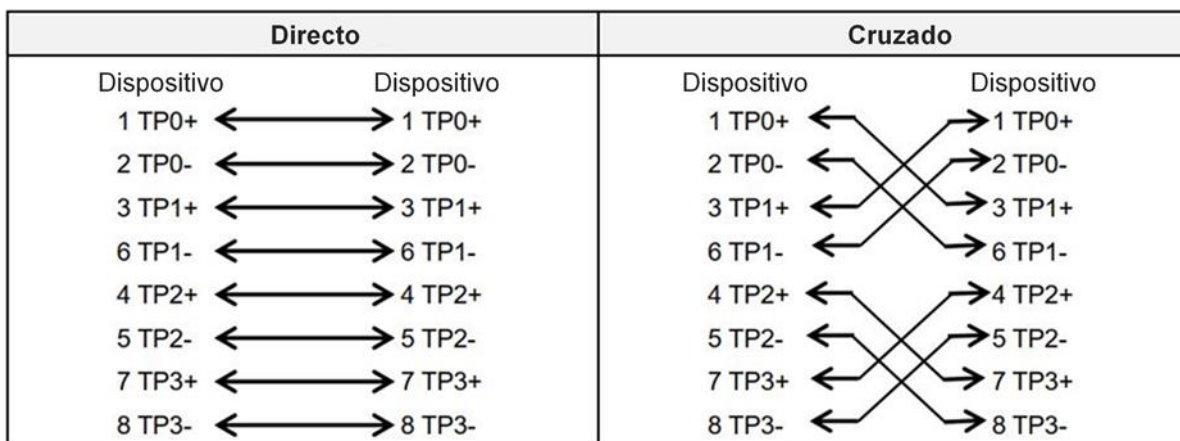 Directo Cruzado
Dispositivo Dispositivo Dispositivo Dispositivo
1 TP0+ 1 TP0+ 1 TP0+ 1 TP0+
2 TP0- 2 TP0- 2 TP0- 2 TP0-
3 TP1+ 3 TP1+ 3 TP1+ 3 TP1+
6 TP1- 6 TP1- 6 TP1- 6 TP1-
4 TP2+ 4 TP2+ 4 TP2+ 4 TP2+
5 TP2- 5 TP2- 5 TP2- 5 TP2-
7 TP3+ 7 TP3+ 7 TP3+ 7 TP3+
8 TP3- 8 TP3- 8 TP3- 8 TP3-